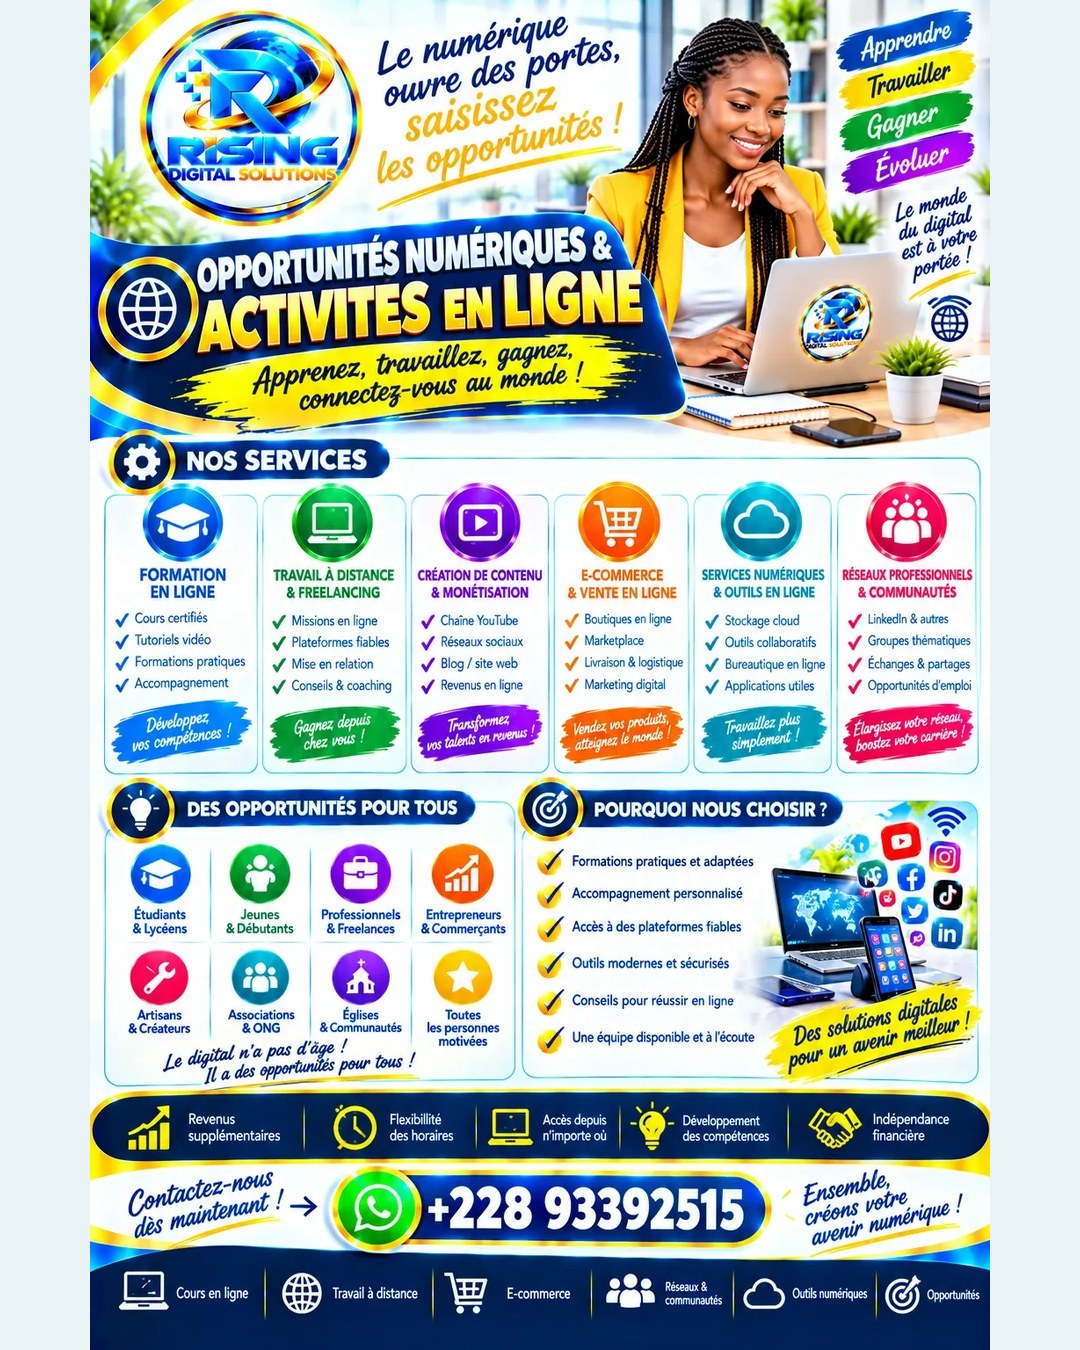 RISING
DIGITAL SOLUTIONS
Le numérique
ouvre des portes,
saisissez
les opportunités !
Apprendre
Travailler
Gagner
Évoluer
Le monde
du digital
est à votre
portée !
OPPORTUNITÉS NUMÉRIQUES &
ACTIVITES EN LIGNE
Apprenez, travaillez, gagnez,
connectez-vous au monde !
RISING
DIGITAL SOLUTIONS
NOS SERVICES
FORMATION
EN LIGNE
Cours certifiés
Tutoriels vidéo
Formations pratiques
Accompagnement
Développez
vos compétences !
TRAVAIL À DISTANCE
& FREELANCING
Missions en ligne
Plateformes fiables
Mise en relation
Conseils & coaching
Gagnez depuis
chez vous !
CRÉATION DE CONTENU
& MONÉTISATION
Chaîne YouTube
Réseaux sociaux
Blog / site web
Revenus en ligne
Transformez
vos talents en revenus !
E-COMMERCE
& VENTE EN LIGNE
Boutiques en ligne
Marketplace
Livraison & logistique
Marketing digital
Vendez vos produits,
atteignez le monde !
SERVICES NUMÉRIQUES
& OUTILS EN LIGNE
Stockage cloud
Outils collaboratifs
Bureautique en ligne
Applications utiles
Travaillez plus
simplement !
RÉSEAUX PROFESSIONNELS
& COMMUNAUTÉS
LinkedIn & autres
Groupes thématiques
Échanges & partages
Opportunités d'emploi
Élargissez votre réseau,
boostez votre carrière !
DES OPPORTUNITÉS POUR TOUS
Étudiants
& Lycéens
Jeunes
& Débutants
Professionnels
& Freelances
Entrepreneurs
& Commerçants
Artisans
& Créateurs
Associations
& ONG
Églises
& Communautés
Toutes
les personnes
motivées
Le digital n'a pas d'âge !
Il a des opportunités pour tous !
POURQUOI NOUS CHOISIR ?
Formations pratiques et adaptées
Accompagnement personnalisé
Accès à des plateformes fiables
Outils modernes et sécurisés
Conseils pour réussir en ligne
Une équipe disponible et à l'écoute
in
Des solutions digitales
pour un avenir meilleur !
Revenus
supplémentaires
Flexibilité
des horaires
Accès depuis
n'importe où
Développement
des compétences
Indépendance
financière
Contactez-nous
dès maintenant !
+228 93392515
Ensemble,
créons votre
avenir numérique !
Cours en ligne
Travail à distance
E-commerce
Réseaux &
communautés
Outils numériques
Opportunités